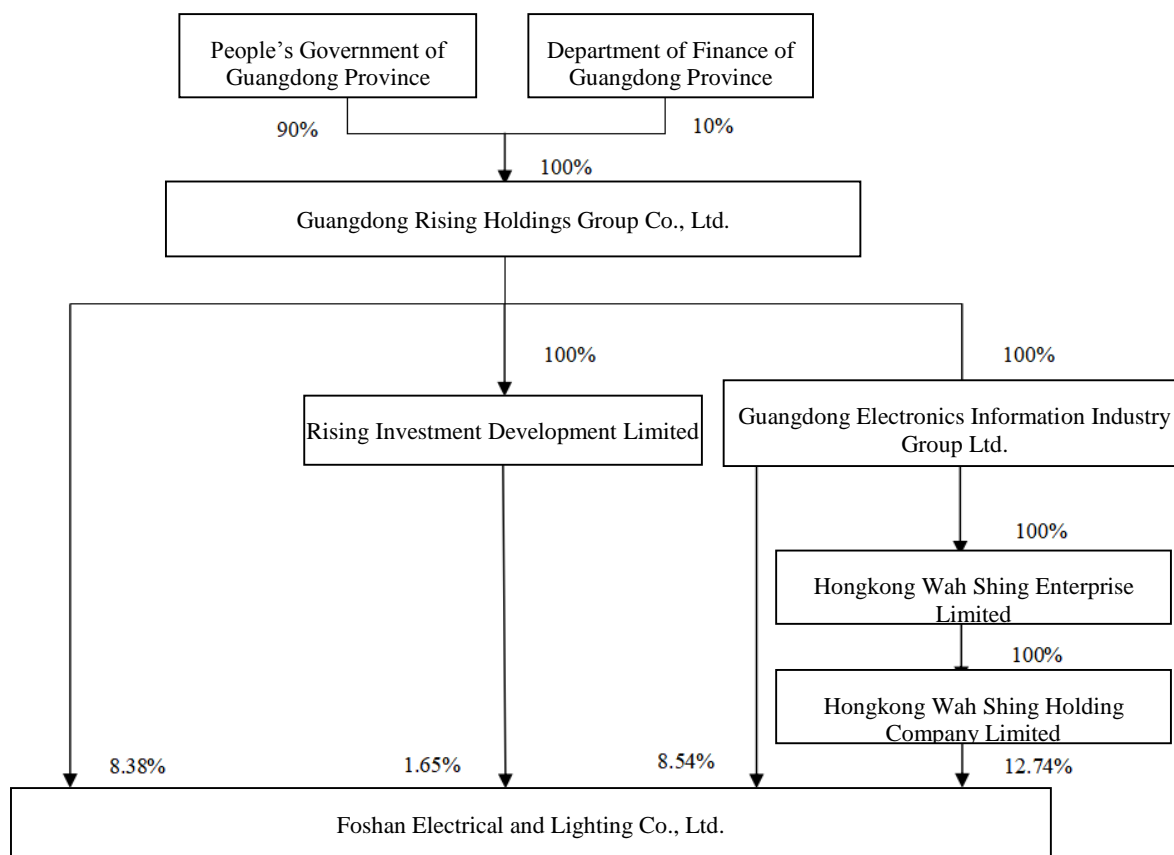 People’s Government of
Guangdong Province
Department of Finance of
Guangdong Province
90%
10%
100%
Guangdong Rising Holdings Group Co., Ltd.
100%
100%
Rising Investment Development Limited
Guangdong Electronics Information Industry
Group Ltd.
100%
Hongkong Wah Shing Enterprise
Limited
100%
Hongkong Wah Shing Holding
Company Limited
8.38%
1.65%
8.54%
12.74%
Foshan Electrical and Lighting Co., Ltd.